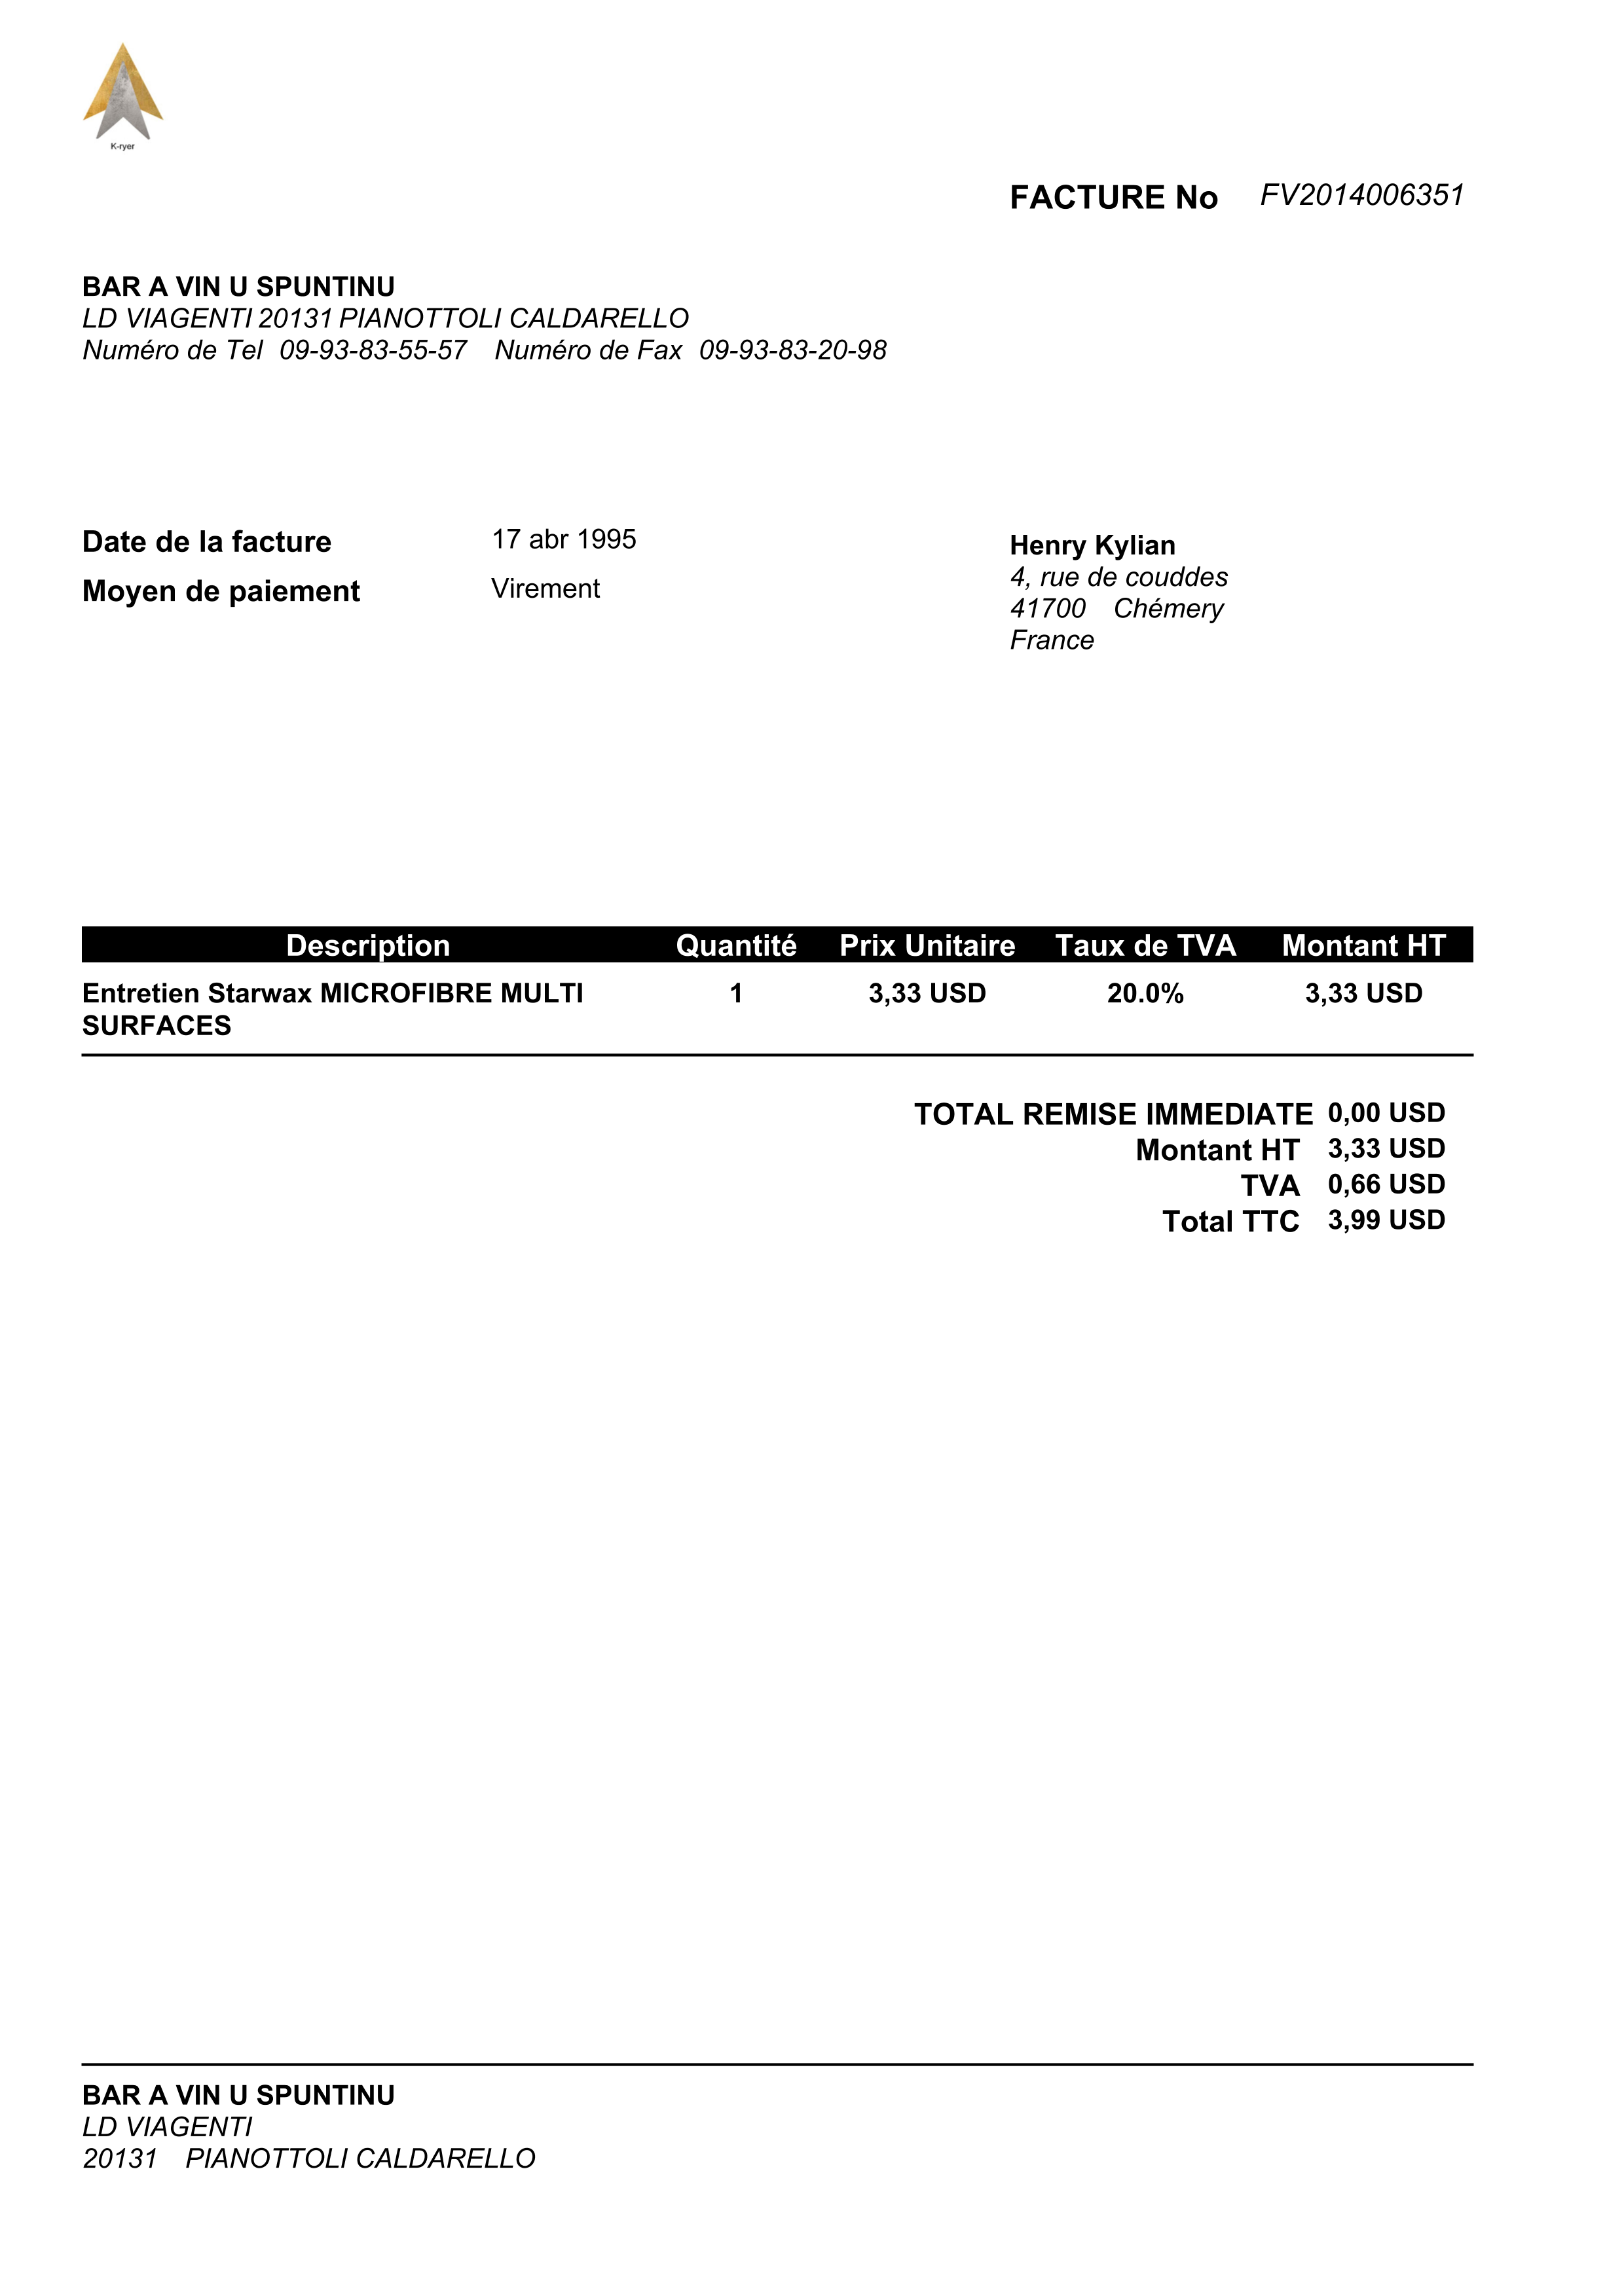 K-ryer
FACTURE No FV2014006351
BAR A VIN U SPUNTINU
LD VIAGENTI 20131 PIANOTTOLI CALDARELLO
Numéro de Tel 09-93-83-55-57 Numéro de Fax 09-93-83-20-98
Date de la facture 17 abr 1995
Moyen de paiement Virement
Henry Kylian
4, rue de couddes
41700 Chémery
France
Description Quantité Prix Unitaire Taux de TVA Montant HT
Entretien Starwax MICROFIBRE MULTI 1 3,33 USD 20.0% 3,33 USD
SURFACES
TOTAL REMISE IMMEDIATE 0,00 USD
Montant HT 3,33 USD
TVA 0,66 USD
Total TTC 3,99 USD
BAR A VIN U SPUNTINU
LD VIAGENTI
20131 PIANOTTOLI CALDARELLO